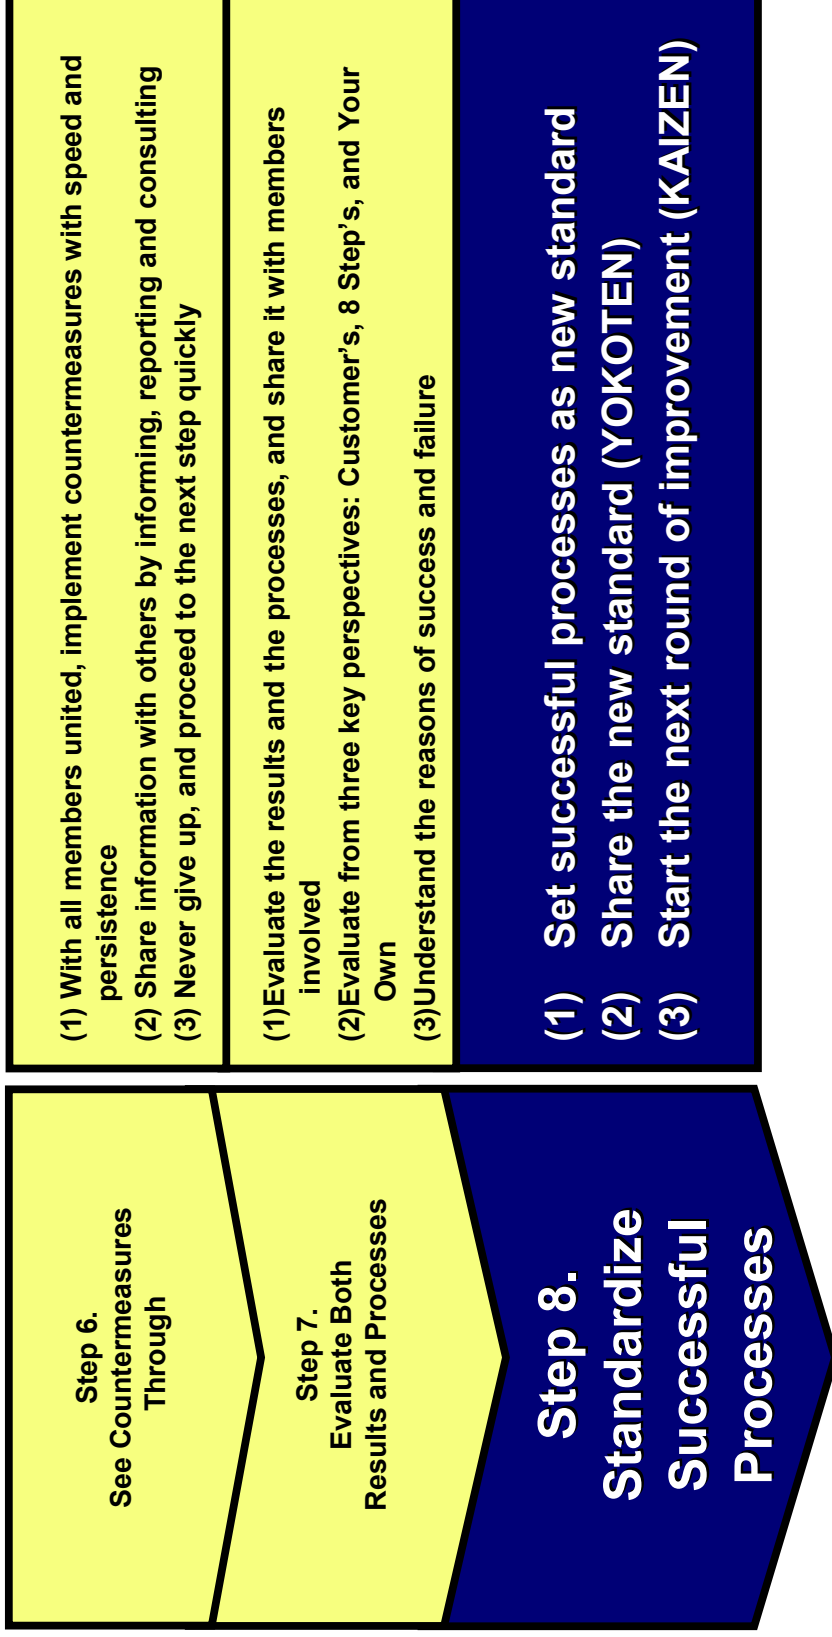 Step 6.
See Countermeasures
Through
(1) With all members united, implement countermeasures with speed and
persistence
(2) Share information with others by informing, reporting and consulting
(3) Never give up, and proceed to the next step quickly
Step 7.
Evaluate Both
Results and Processes
(1)Evaluate the results and the processes, and share it with members
involved
(2)Evaluate from three key perspectives: Customer’s, 8 Step’s, and Your
Own
(3)Understand the reasons of success and failure
Step 8.
Standardize
Successful
Processes
(1) Set successful processes as new standard
(2) Share the new standard (YOKOTEN)
(3) Start the next round of improvement (KAIZEN)